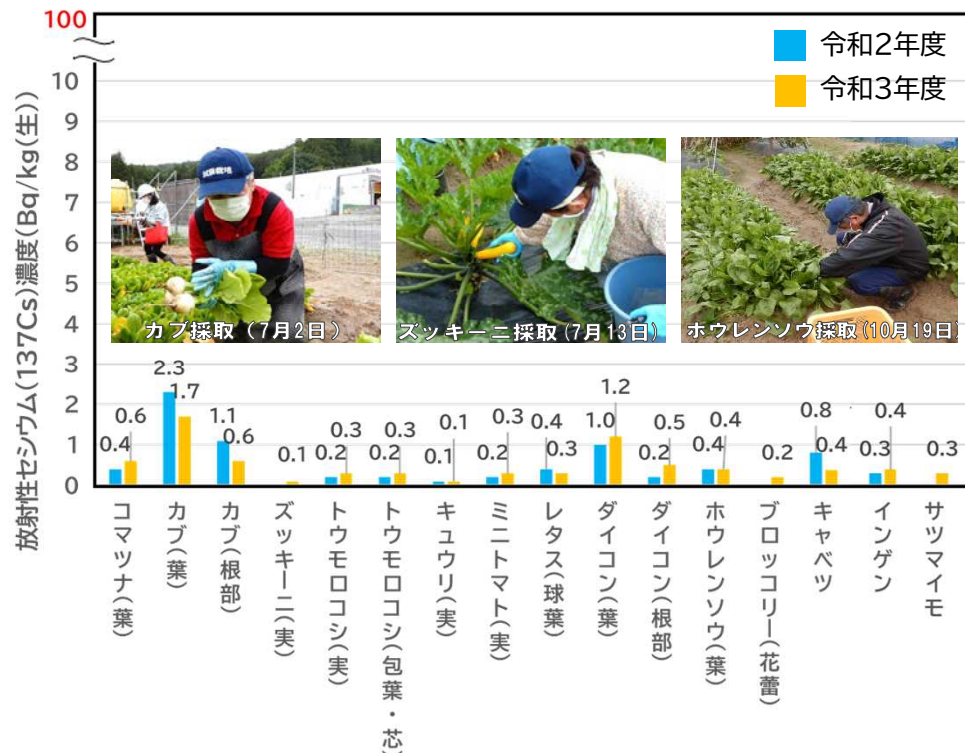 100
令和2年度
令和3年度
放射性セシウム(137Cs)濃度(Bq/kg(生))
10
9
8
7
6
5
4
3
2
1
0
試験栽培
カブ採取（7月2日）
ズッキーニ採取(7月13日)
ホウレンソウ採取(10月19日)
0.4
0.6
2.3
1.7
1.1
0.6
0.1
0.2
0.3
0.2
0.3
0.1
0.1
0.2
0.3
0.4
0.3
1.0
1.2
0.2
0.5
0.4
0.4
0.2
0.8
0.4
0.3
0.4
0.3
コマツナ(葉)
カブ(葉)
カブ(根部)
ズッキーニ(実)
トウモロコシ(実)
トウモロコシ(包葉・芯)
キュウリ(実)
ミニトマト(実)
レタス(球葉)
ダイコン(葉)
ダイコン(根部)
ホウレンソウ(葉)
ブロッコリー(花蕾)
キャベツ
インゲン
サツマイモ